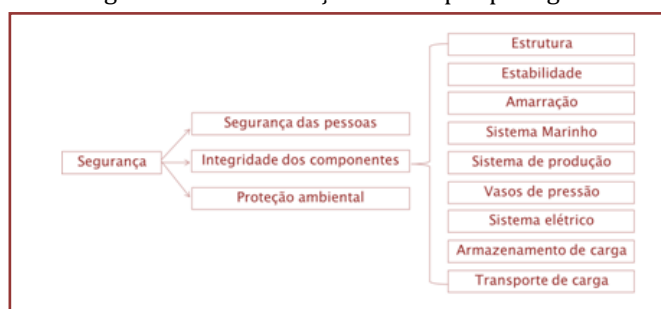 Segurança
Segurança das pessoas
Integridade dos componentes
Proteção ambiental
Estrutura
Estabilidade
Amarração
Sistema Marinho
Sistema de produção
Vasos de pressão
Sistema elétrico
Armazenamento de carga
Transporte de carga